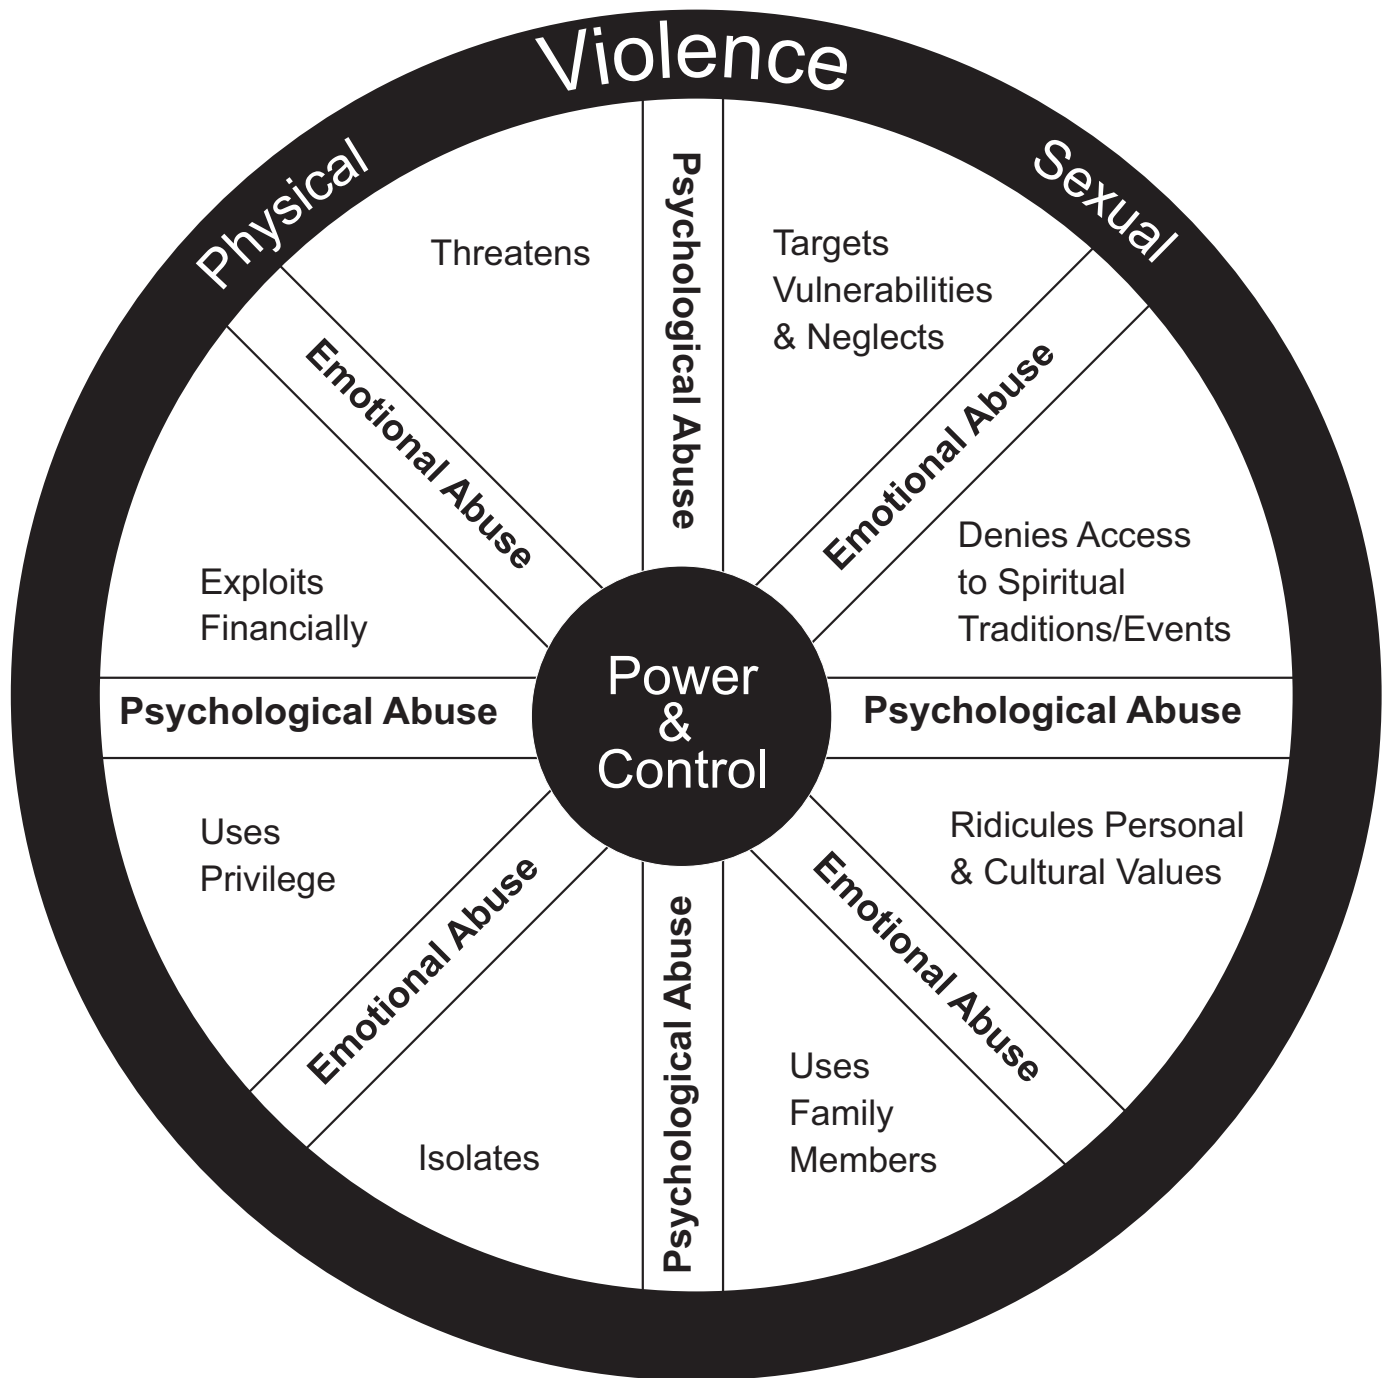 Violence
Physical
Sexual
Threatens
Psychological Abuse
Targets
Vulnerabilities
& Neglects
Emotional Abuse
Emotional Abuse
Exploits
Financially
Denies Access
to Spiritual
Traditions/Events
Psychological Abuse
Power
&
Control
Psychological Abuse
Uses
Privilege
Ridicules Personal
& Cultural Values
Emotional Abuse
Emotional Abuse
Isolates
Psychological Abuse
Uses
Family
Members